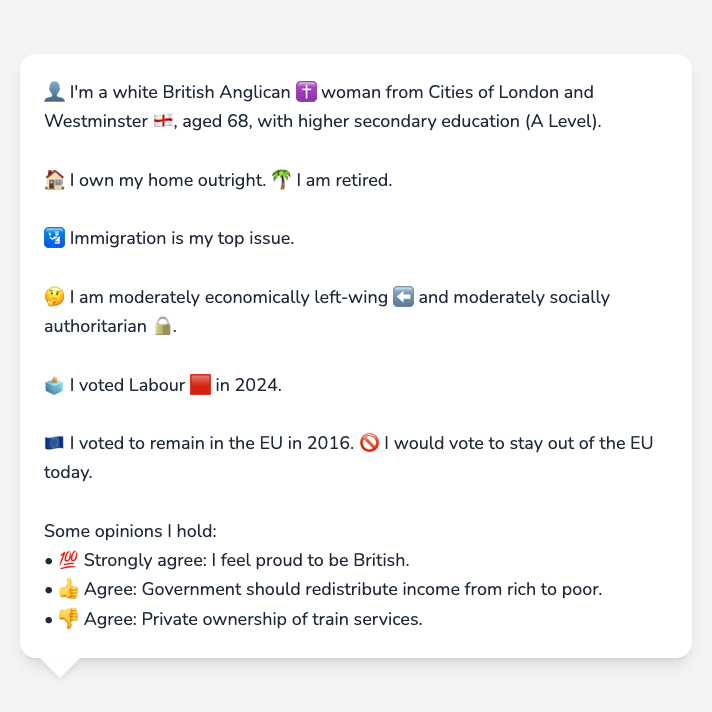 👤 I'm a white British Anglican ✝️ woman from Cities of London and
Westminster 🏴󠁧󠁢󠁥󠁮󠁧󠁿, aged 68, with higher secondary education (A Level).
🏠 I own my home outright. 🌴 I am retired.
🛂 Immigration is my top issue.
🤔 I am moderately economically left-wing ⬅️ and moderately socially
authoritarian 🔒.
🗳️ I voted Labour 🟥 in 2024.
🇪🇺 I voted to remain in the EU in 2016. 🚫 I would vote to stay out of the EU
today.
Some opinions I hold:
• 💯 Strongly agree: I feel proud to be British.
• 👍 Agree: Government should redistribute income from rich to poor.
• 👎 Agree: Private ownership of train services.